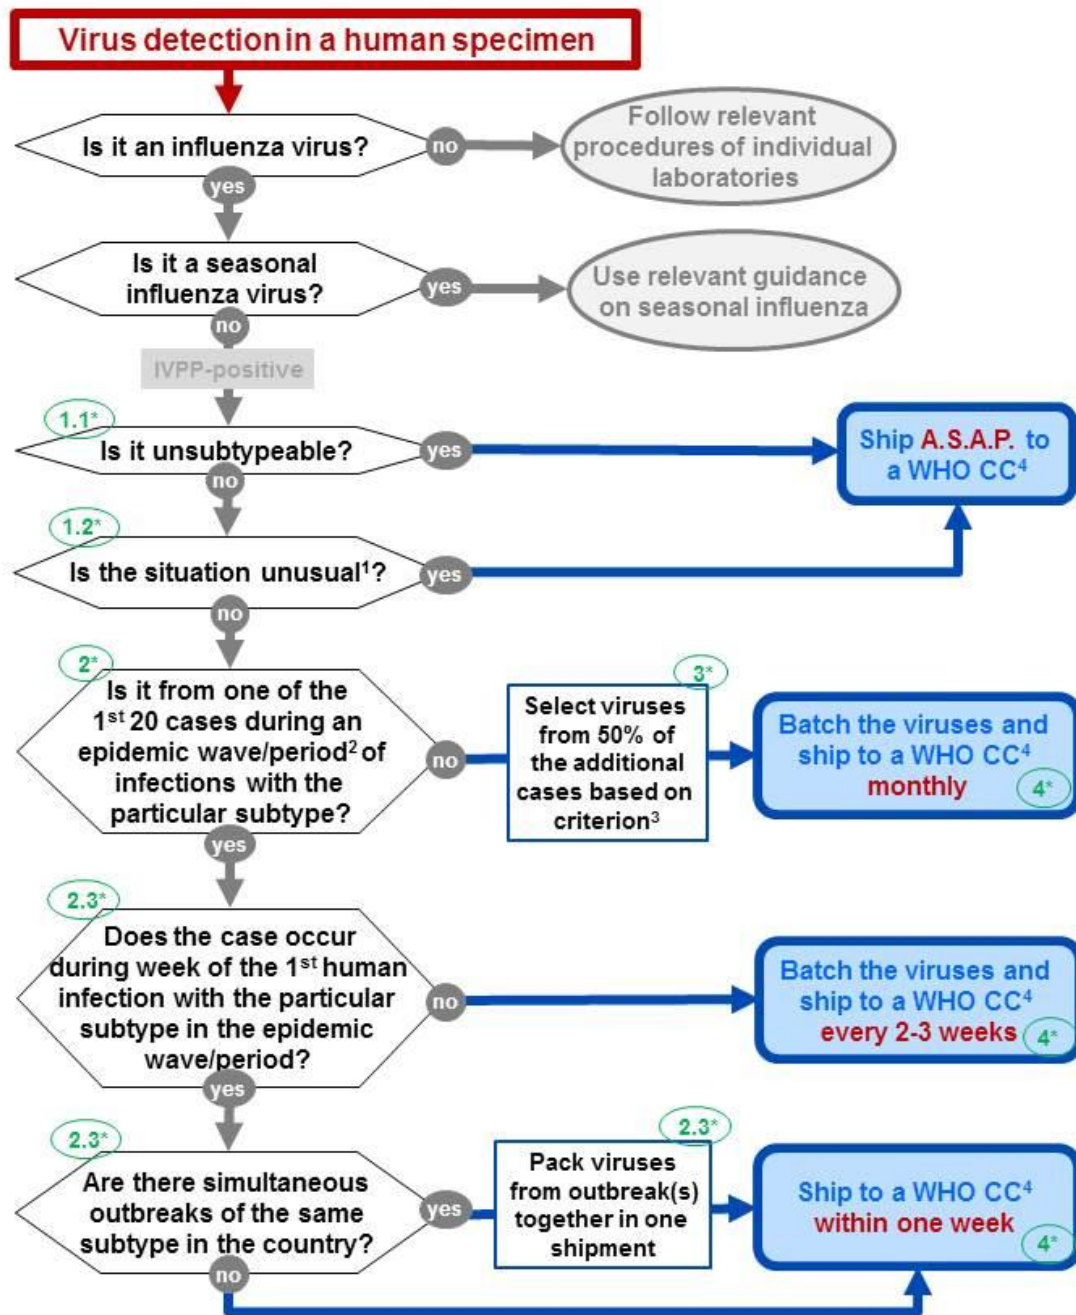 Virus detection in a human specimen
Is it an influenza virus?
no
Follow relevant
procedures of individual
laboratories
yes
Is it a seasonal
influenza virus?
yes
Use relevant guidance
on seasonal influenza
no
IVPP-positive
1.1*
Is it unsubtypeable?
yes
Ship A.S.A.P. to
a WHO CC⁴
no
1.2*
Is the situation unusual¹?
yes
no
2*
Is it from one of the
1ˢᵗ 20 cases during an
epidemic wave/period² of
infections with the
particular subtype?
no
3*
Select viruses
from 50% of
the additional
cases based on
criterion³
Batch the viruses and
ship to a WHO CC⁴
monthly
4*
yes
2.3*
Does the case occur
during week of the 1ˢᵗ human
infection with the particular
subtype in the epidemic
wave/period?
no
Batch the viruses and
ship to a WHO CC⁴
every 2-3 weeks
4*
yes
2.3*
Are there simultaneous
outbreaks of the same
subtype in the country?
yes
2.3*
Pack viruses
from outbreak(s)
together in one
shipment
Ship to a WHO CC⁴
within one week
4*
no